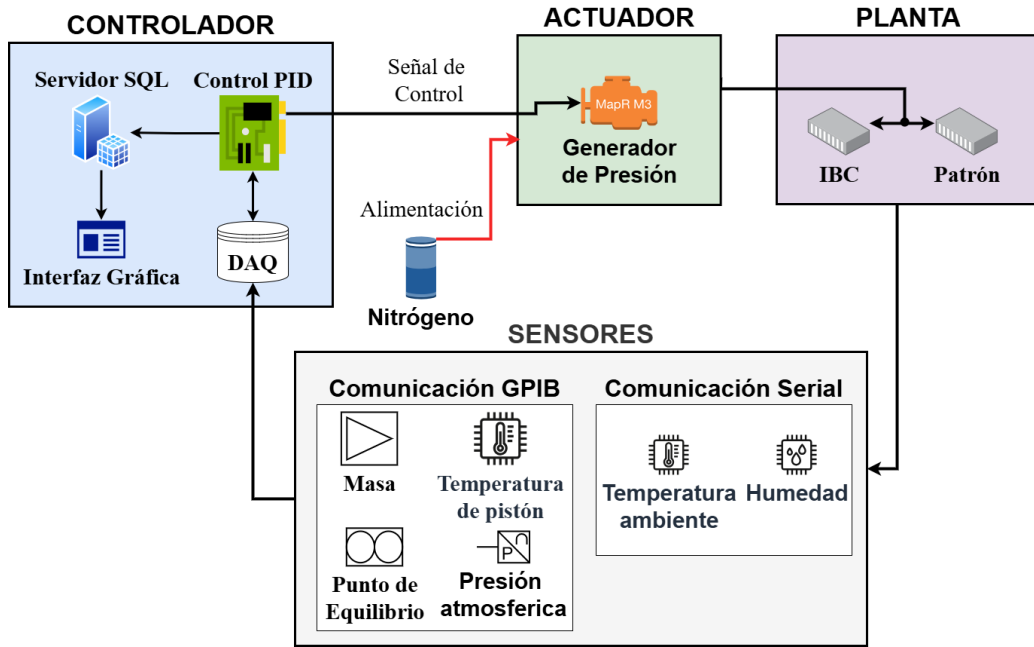 CONTROLADOR
Servidor SQL
Control PID
Interfaz Gráfica
DAQ
Señal de
Control
Alimentación
Nitrógeno
ACTUADOR
MapR M3
Generador
de Presión
PLANTA
IBC
Patrón
SENSORES
Comunicación GPIB
Masa
Temperatura
de pistón
Punto de
Equilibrio
P
Presión
atmosferica
Comunicación Serial
Temperatura
ambiente
Humedad